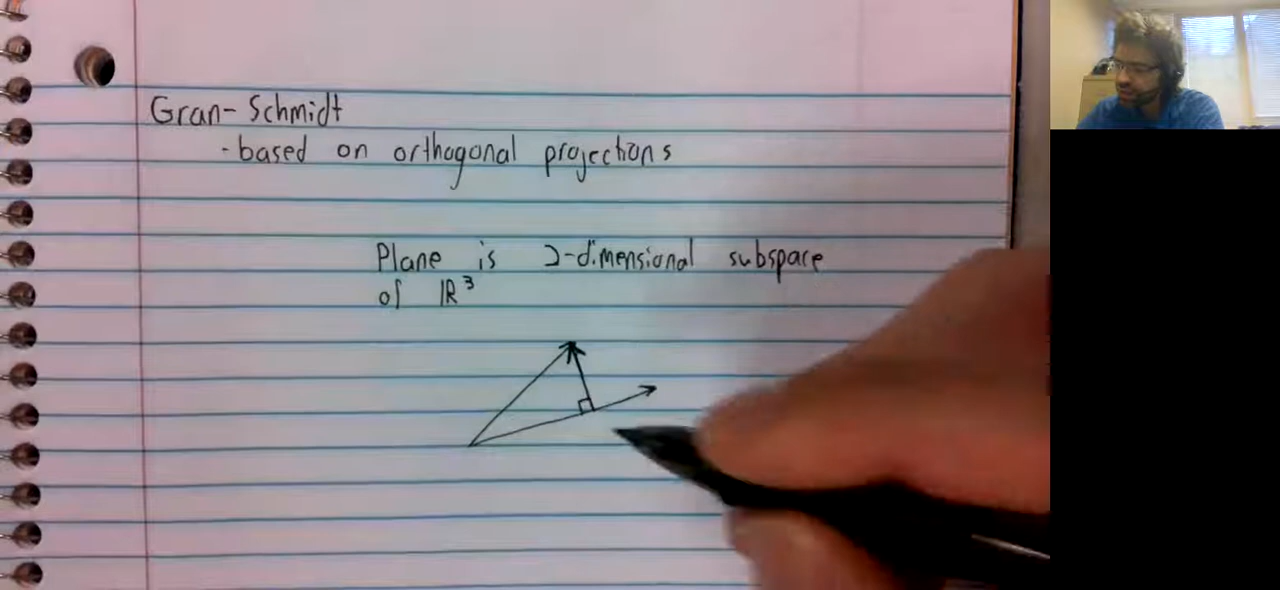 Gran-Schmidt
- based on orthogonal projections
Plane is 2-dimensional subspace
of ℝ³